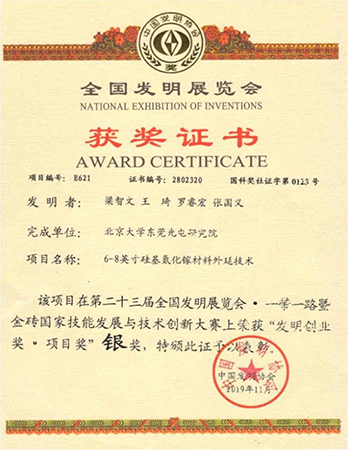 中国发明协会
奖
全国发明展览会
NATIONAL EXHIBITION OF INVENTIONS
获奖证书
AWARD CERTIFICATE
项目编号: E621 证书编号: 2802320 国科奖社证字第0123号
发明者: 梁智文 王 琦 罗睿宏 张国义
完成单位: 北京大学东莞光电研究院
项目名称: 6-8英寸硅基氮化镓材料外延技术
该项目在第二十三届全国发明展览会·一带一路暨
金砖国家技能发展与技术创新大赛上荣获“发明创业
奖·项目奖”银奖,特颁此证予以表彰。
中国发明协会
2019年11月